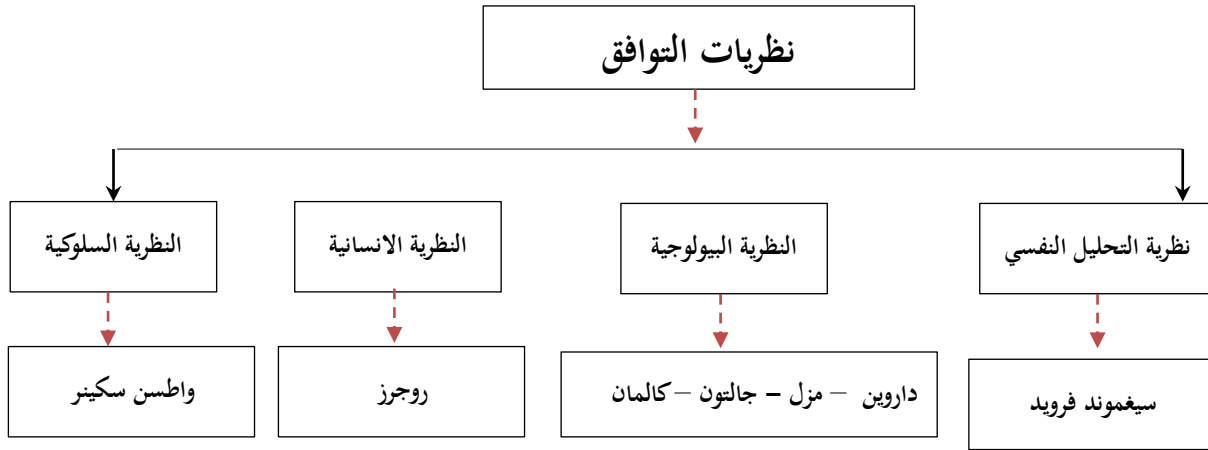 نظريات التوافق
نظرية التحليل النفسي
النظرية البيولوجية
النظرية الانسانية
النظرية السلوكية
سيغموند فرويد
داروين – مزل – جالتون – كالمان
روجرز
واطسن سكينر